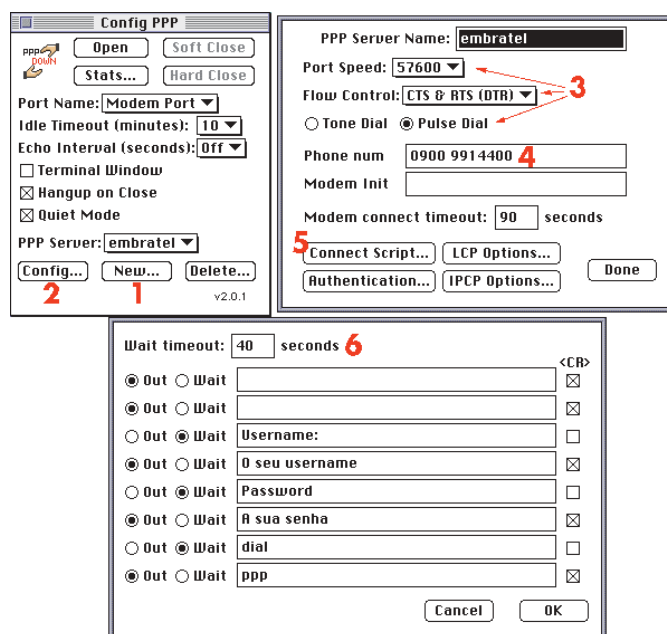 Config PPP
PPP DOWN
Open
Soft Close
Stats...
Hard Close
Port Name: Modem Port
Idle Timeout (minutes): 10
Echo Interval (seconds): Off
Terminal Window
Hangup on Close
Quiet Mode
PPP Server: embratel
Config... New... Delete...
2 1 v2.0.1
PPP Server Name: embratel
Port Speed: 57600
Flow Control: CTS & RTS (DTR) 3
Tone Dial Pulse Dial
Phone num 0900 9914400 4
Modem Init
Modem connect timeout: 90 seconds
5
Connect Script... LCP Options...
Authentication... IPCP Options... Done
Wait timeout: 40 seconds 6
<CR>
Out Wait
Out Wait
Out Wait Username:
Out Wait O seu username
Out Wait Password
Out Wait A sua senha
Out Wait dial
Out Wait ppp
Cancel OK